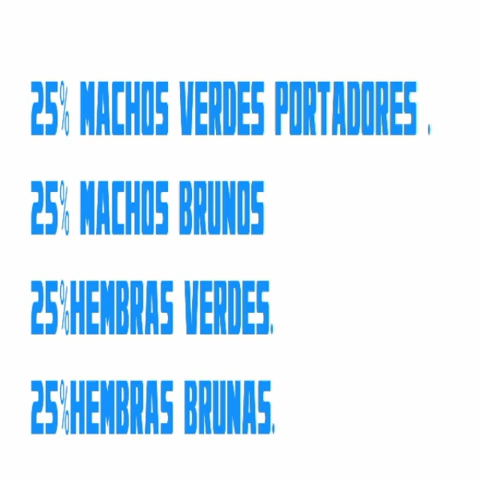 25% MACHOS VERDES PORTADORES .
25% MACHOS BRUNOS
25%HEMBRAS VERDES.
25%HEMBRAS BRUNAS.